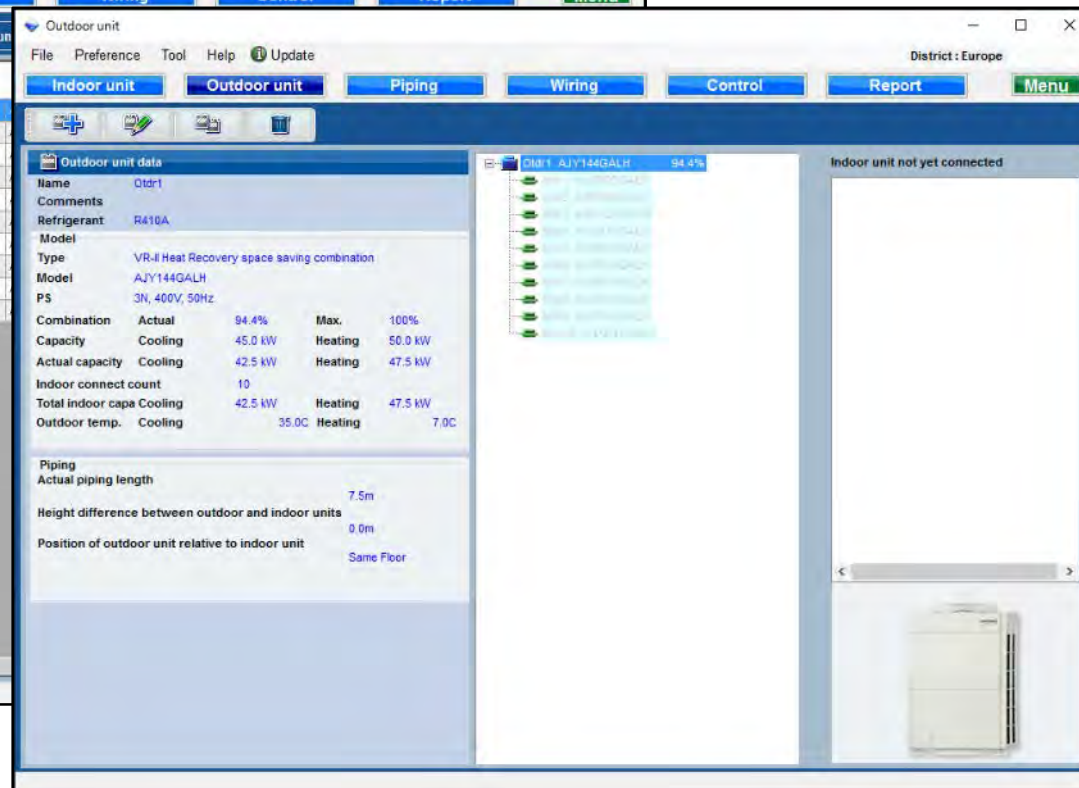 Wiring Control Report Menu
Outdoor unit
File Preference Tool Help Update District : Europe
Indoor unit Outdoor unit Piping Wiring Control Report Menu
Outdoor unit data
Name Otdr1
Comments
Refrigerant R410A
Model
Type VR-II Heat Recovery space saving combination
Model AJY144GALH
PS 3N, 400V, 50Hz
Combination Actual 94.4% Max. 100%
Capacity Cooling 45.0 kW Heating 50.0 kW
Actual capacity Cooling 42.5 kW Heating 47.5 kW
Indoor connect count 10
Total indoor capa Cooling 42.5 kW Heating 47.5 kW
Outdoor temp. Cooling 35.0C Heating 7.0C
Piping
Actual piping length
7.5m
Height difference between outdoor and indoor units
0.0m
Position of outdoor unit relative to indoor unit
Same Floor
Otdr1 AJY144GALH 94.4%
Indoor unit not yet connected